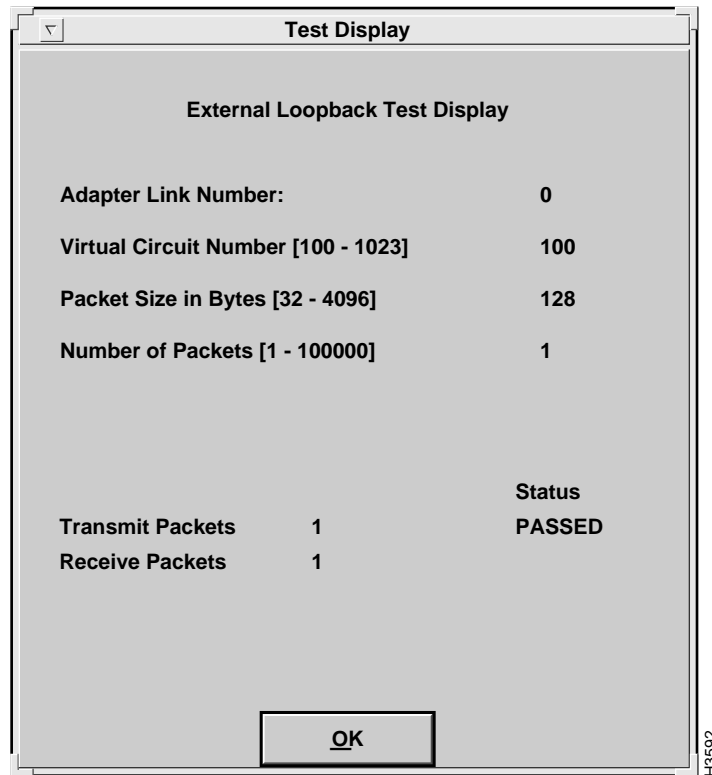 Test Display
External Loopback Test Display
Adapter Link Number: 0
Virtual Circuit Number [100 - 1023] 100
Packet Size in Bytes [32 - 4096] 128
Number of Packets [1 - 100000] 1
Status
Transmit Packets 1 PASSED
Receive Packets 1
OK
H3592